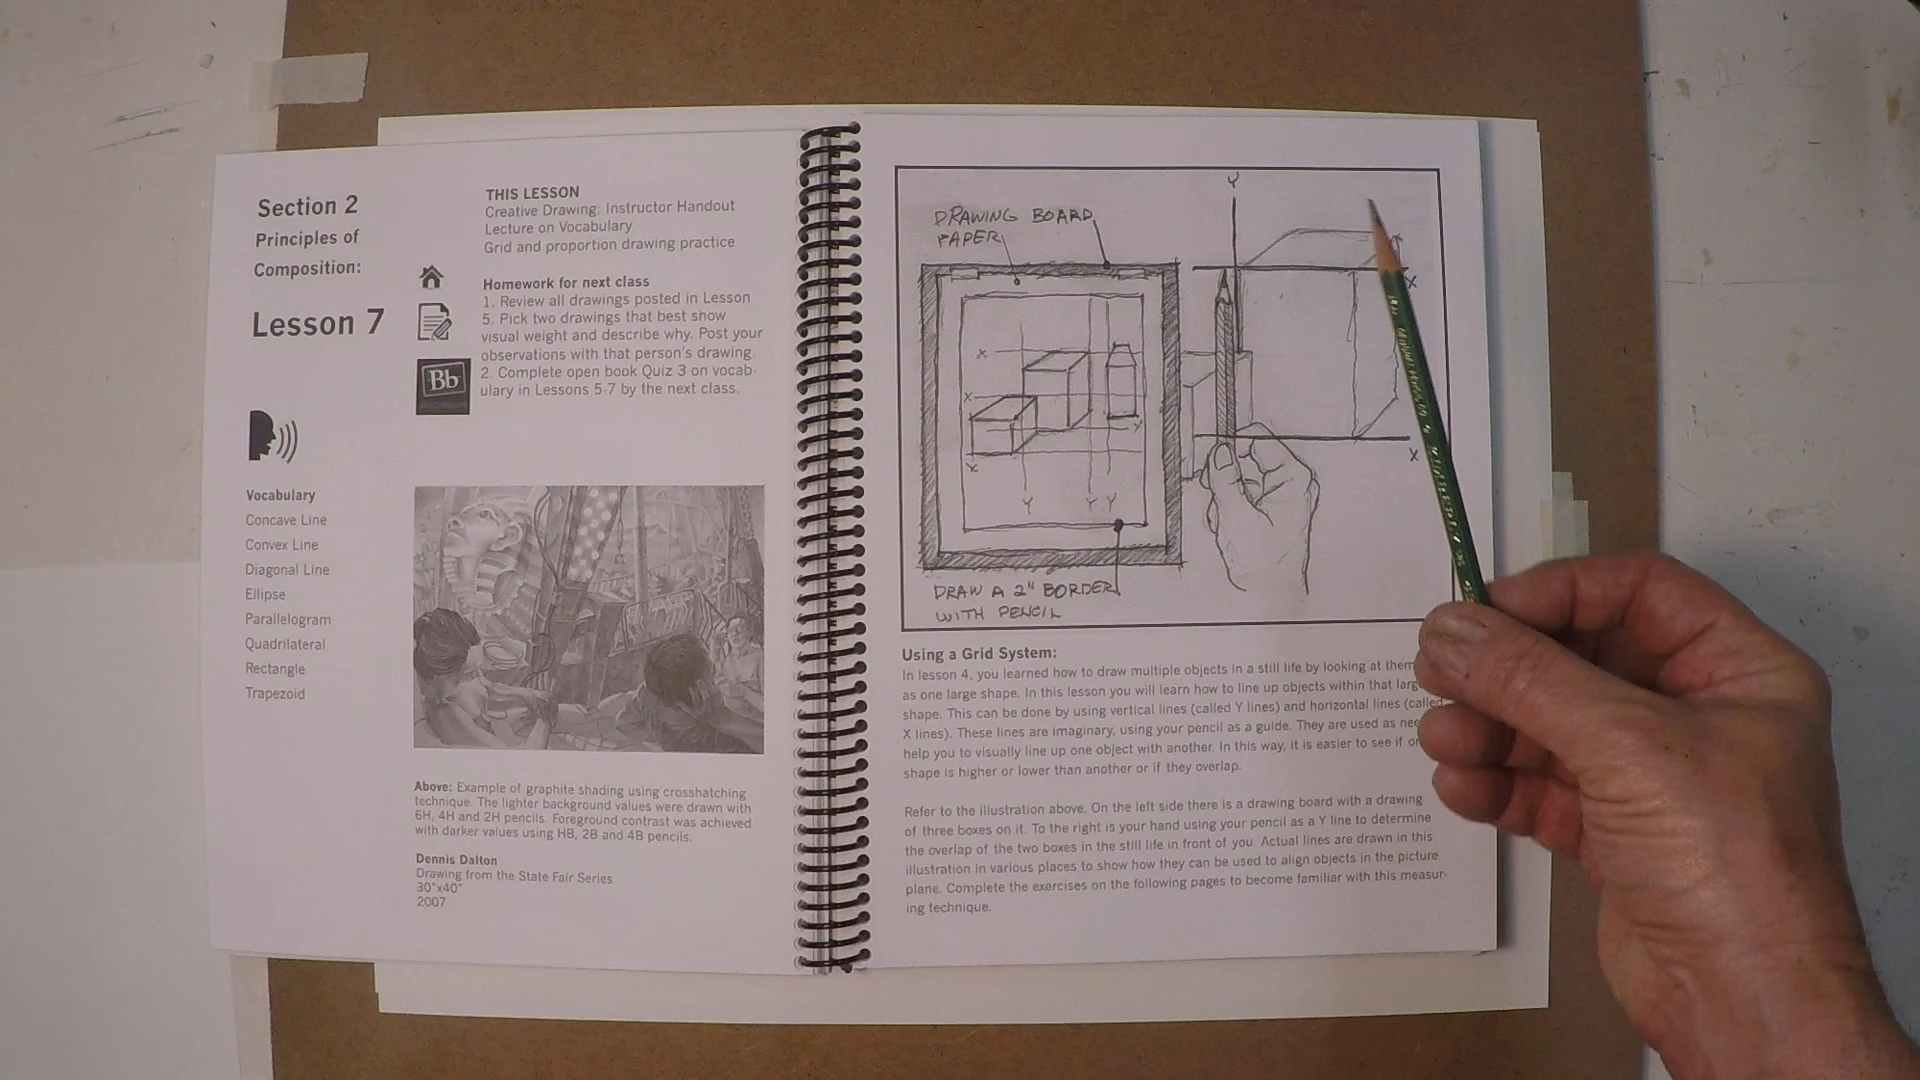 Section 2
Principles of
Composition:
Lesson 7
THIS LESSON
Creative Drawing: Instructor Handout
Lecture on Vocabulary
Grid and proportion drawing practice
Homework for next class
1. Review all drawings posted in Lesson
5. Pick two drawings that best show
visual weight and describe why. Post your
observations with that person's drawing.
2. Complete open book Quiz 3 on vocab-
ulary in Lessons 5-7 by the next class.
Bb
Vocabulary
Concave Line
Convex Line
Diagonal Line
Ellipse
Parallelogram
Quadrilateral
Rectangle
Trapezoid
Above: Example of graphite shading using crosshatching
technique. The lighter background values were drawn with
6H, 4H and 2H pencils. Foreground contrast was achieved
with darker values using HB, 2B and 4B pencils.
Dennis Dalton
Drawing from the State Fair Series
30"x40"
2007
DRAWING BOARD
PAPER
Y
X
X
X
X
X
X
Y
Y Y
DRAW A 2" BORDER
WITH PENCIL
Using a Grid System:
In lesson 4, you learned how to draw multiple objects in a still life by looking at them
as one large shape. In this lesson you will learn how to line up objects within that
shape. This can be done by using vertical lines (called Y lines) and horizontal lines (called
X lines). These lines are imaginary, using your pencil as a guide. They are used as
help you to visually line up one object with another. In this way, it is easier to see if
shape is higher or lower than another or if they overlap.
Refer to the illustration above. On the left side there is a drawing board with a drawing
of three boxes on it. To the right is your hand using your pencil as a Y line to determine
the overlap of the two boxes in the still life in front of you. Actual lines are drawn in this
illustration in various places to show how they can be used to align objects in the picture
plane. Complete the exercises on the following pages to become familiar with this measur-
ing technique.